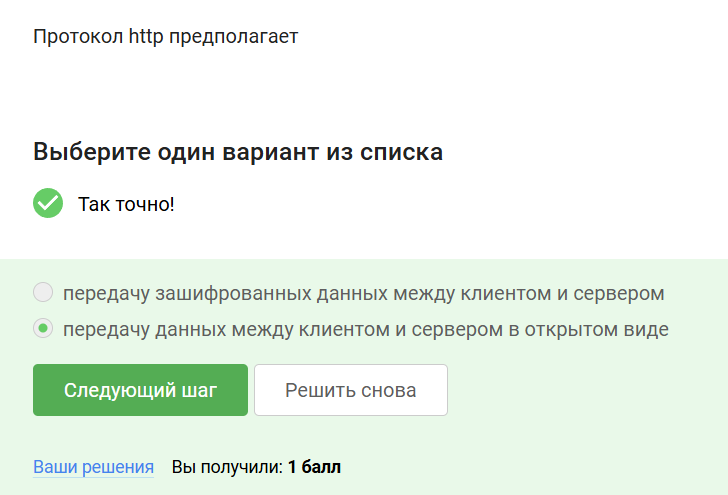 Протокол http предполагает
Выберите один вариант из списка
Так точно!
передачу зашифрованных данных между клиентом и сервером
передачу данных между клиентом и сервером в открытом виде
Следующий шаг Решить снова
Ваши решения Вы получили: 1 балл